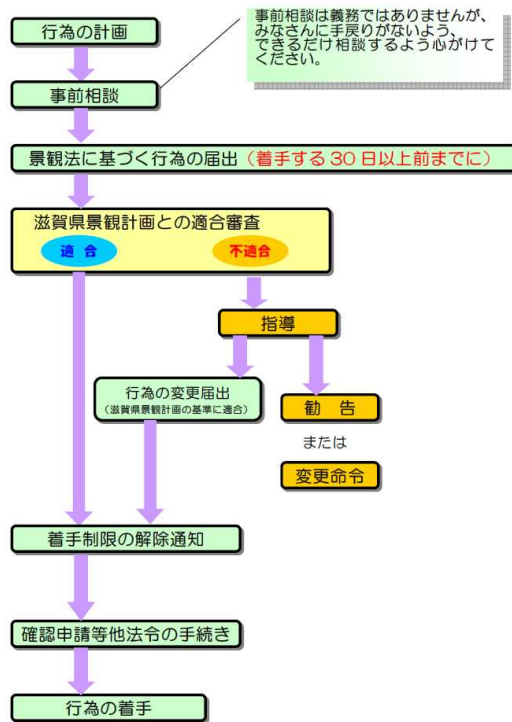 行為の計画
事前相談は義務ではありませんが、
みなさんに手戻りがないよう、
できるだけ相談するよう心がけて
ください。
事前相談
景観法に基づく行為の届出（着手する30日以上前までに）
滋賀県景観計画との適合審査
適 合
不適合
指導
行為の変更届出
（滋賀県景観計画の基準に適合）
勧 告
または
変更命令
着手制限の解除通知
確認申請等他法令の手続き
行為の着手